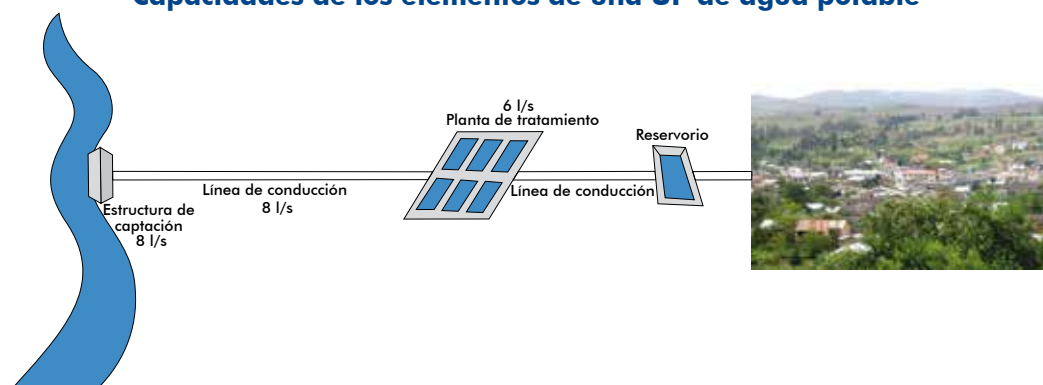 Capacidades de los elementos de una UP de agua potable
6 l/s
Planta de tratamiento
Reservorio
Línea de conducción
8 l/s
Línea de conducción
Estructura de
captación
8 l/s